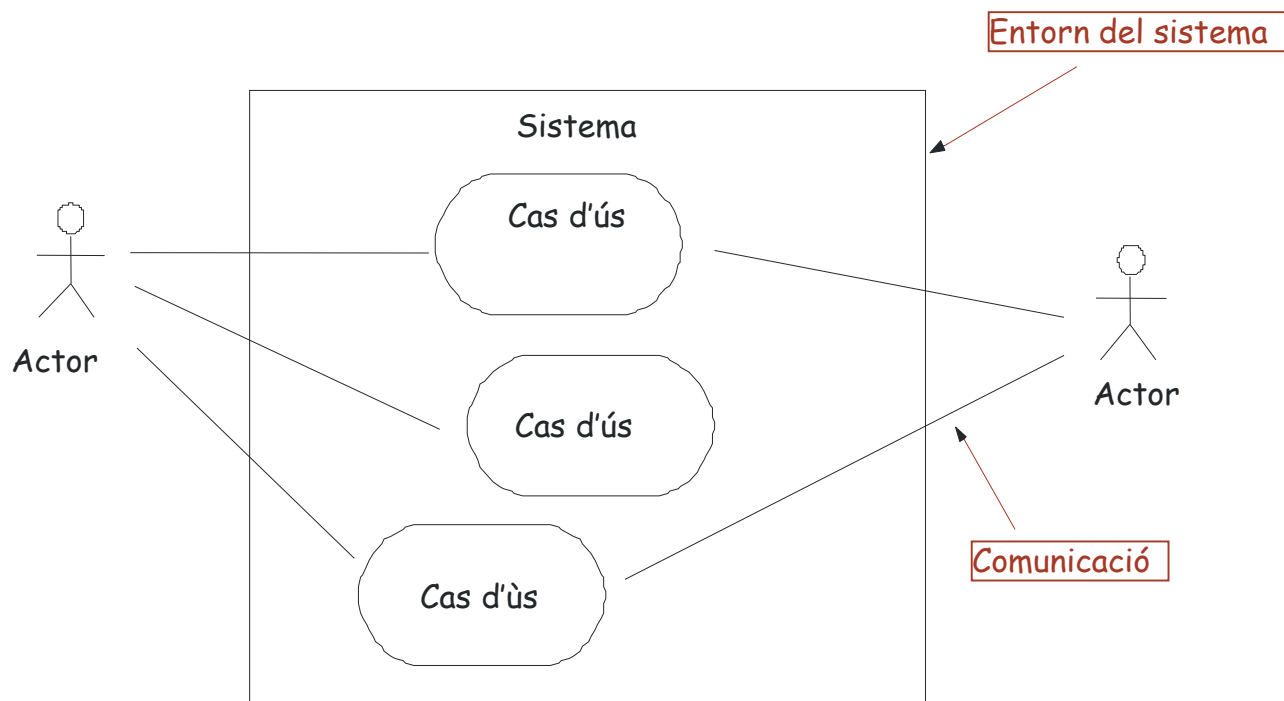 Entorn del sistema
Sistema
Cas d'ús
Actor
Cas d'ús
Actor
Comunicació
Cas d'ùs